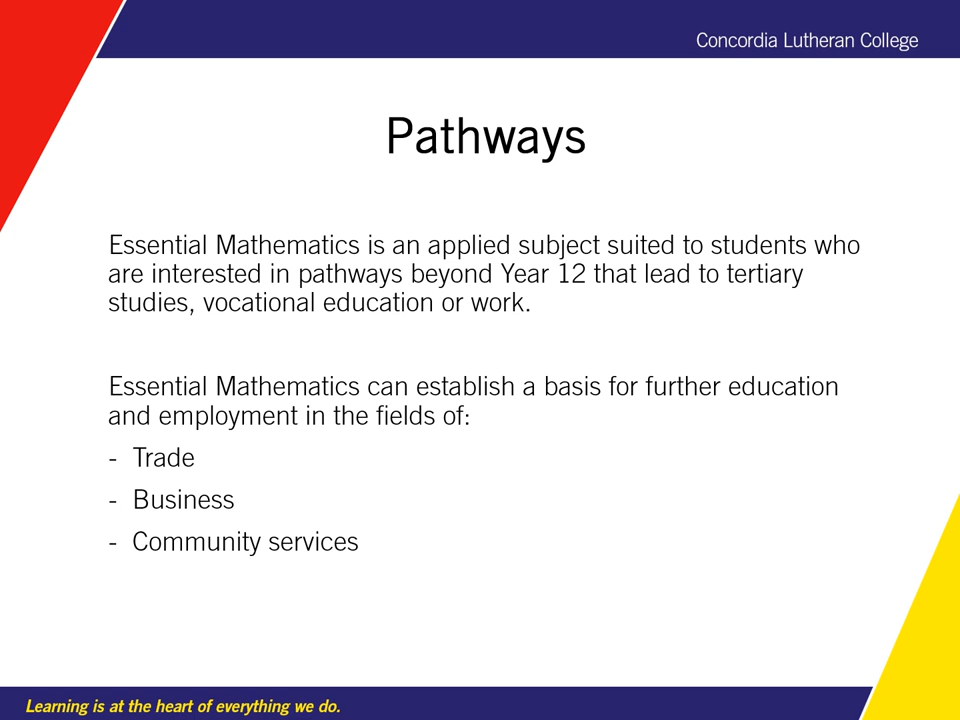 Concordia Lutheran College
Pathways
Essential Mathematics is an applied subject suited to students who
are interested in pathways beyond Year 12 that lead to tertiary
studies, vocational education or work.
Essential Mathematics can establish a basis for further education
and employment in the fields of:
- Trade
- Business
- Community services
Learning is at the heart of everything we do.